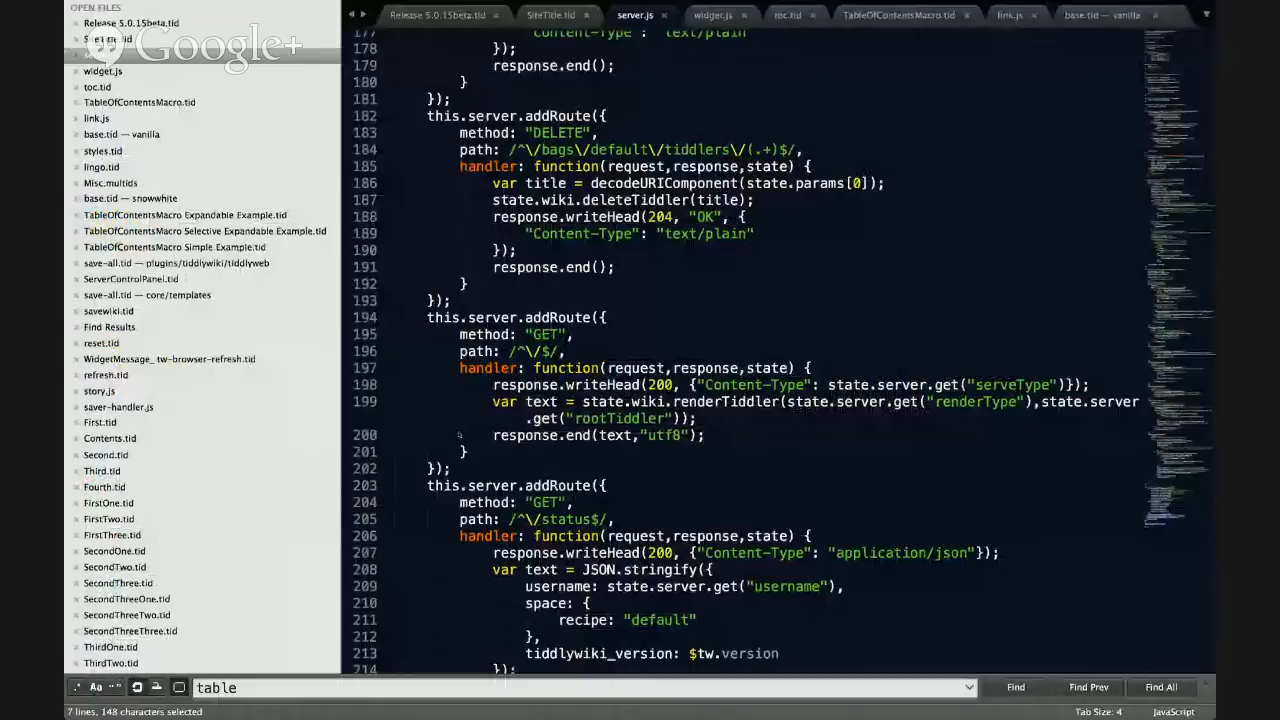 OPEN FILES
Release 5.0.15beta.tid
SiteTitle.tid
Google+
widget.js
toc.tid
TableOfContentsMacro.tid
link.js
base.tid — vanilla
styles.tid
lingo.tid
Misc.multids
base.tid — snowwhite
TableOfContentsMacro Expandable Example.tid
TableOfContentsMacro Selective Expandable Example.tid
TableOfContentsMacro Simple Example.tid
save-all.tid — plugins/tiddlywiki/tiddlyweb
ServerControlPanel.tid
save-all.tid — core/templates
savewiki.tid
Find Results
reset.tid
WidgetMessage_ tw-browser-refresh.tid
refresh.tid
story.js
saver-handler.js
First.tid
Contents.tid
Second.tid
Third.tid
Fourth.tid
FirstOne.tid
FirstTwo.tid
FirstThree.tid
SecondOne.tid
SecondTwo.tid
SecondThree.tid
SecondThreeOne.tid
SecondThreeTwo.tid
SecondThreeThree.tid
ThirdOne.tid
ThirdTwo.tid
Release 5.0.15beta.tid SiteTitle.tid server.js widget.js toc.tid TableOfContentsMacro.tid link.js base.tid — vanilla
177 "Content-Type": "text/plain"
178 });
179 response.end();
180 }
181 });
182 this.server.addRoute({
183 method: "DELETE",
184 path: /^\/bags\/default\/tiddlers\/(.+)$/,
185 handler: function(request,response,state) {
186 var title = decodeURIComponent(state.params[0]);
187 state.wiki.deleteTiddler(title);
188 response.writeHead(204, "OK", {
189 "Content-Type": "text/plain"
190 });
191 response.end();
192 }
193 });
194 this.server.addRoute({
195 method: "GET",
196 path: /^\/$/,
197 handler: function(request,response,state) {
198 response.writeHead(200, {"Content-Type": state.server.get("serveType")});
199 var text = state.wiki.renderTiddler(state.server.get("renderType"),state.server
.get("rootTiddler"));
200 response.end(text,"utf8");
201 }
202 });
203 this.server.addRoute({
204 method: "GET",
205 path: /^\/status$/,
206 handler: function(request,response,state) {
207 response.writeHead(200, {"Content-Type": "application/json"});
208 var text = JSON.stringify({
209 username: state.server.get("username"),
210 space: {
211 recipe: "default"
212 },
213 tiddlywiki_version: $tw.version
214 });
.* Aa “” table Find Find Prev Find All
7 lines, 148 characters selected Tab Size: 4 JavaScript